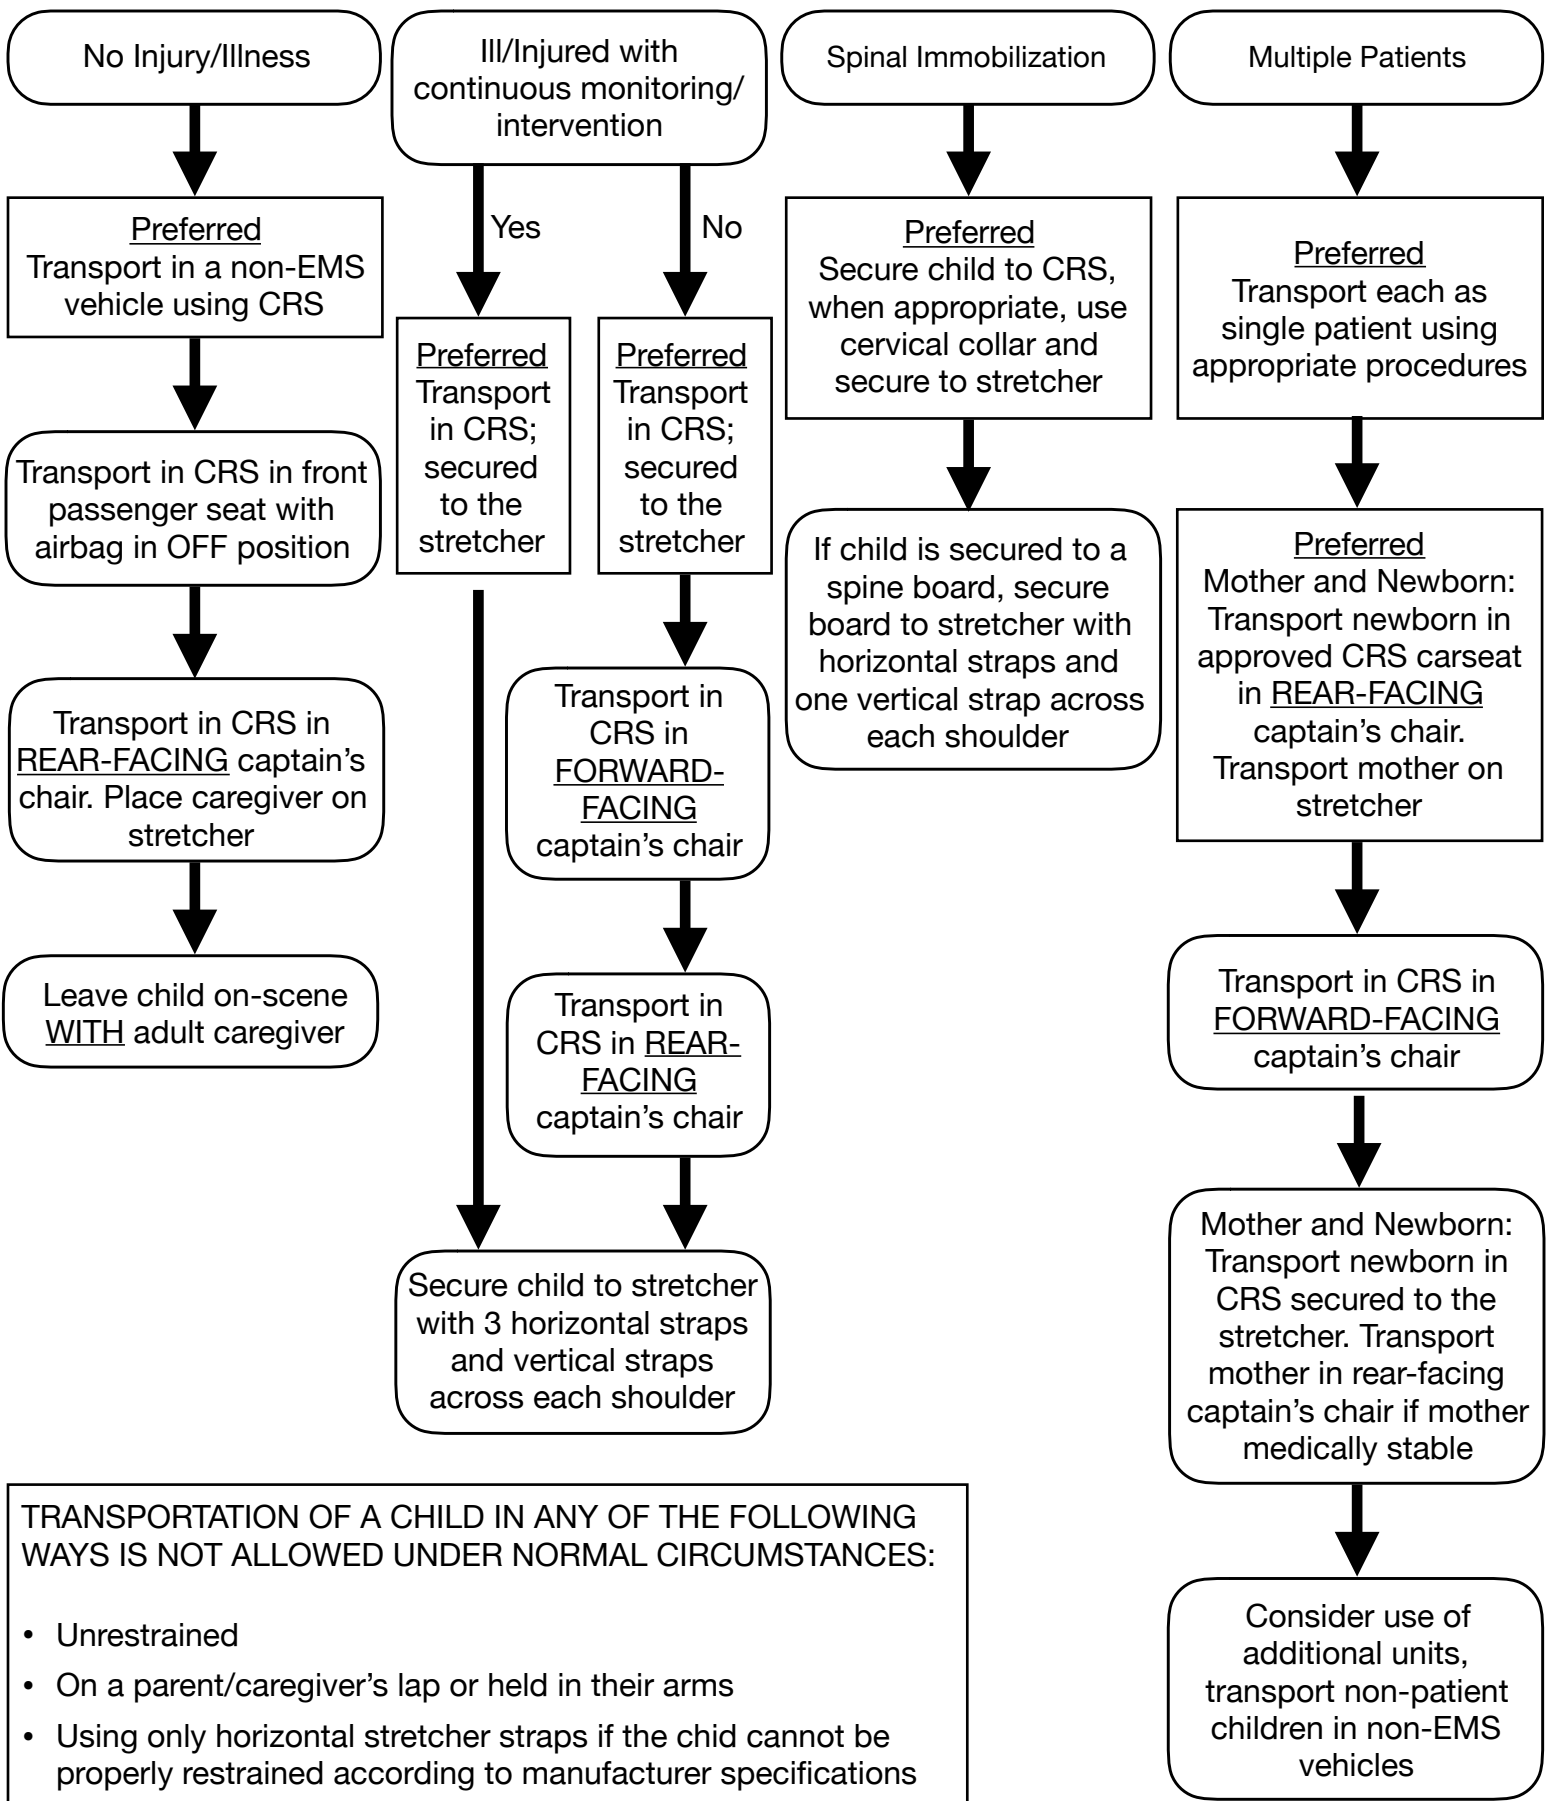 No Injury/Illness
Preferred
Transport in a non-EMS
vehicle using CRS
Transport in CRS in front
passenger seat with
airbag in OFF position
Transport in CRS in
REAR-FACING captain's
chair. Place caregiver on
stretcher
Leave child on-scene
WITH adult caregiver
Ill/Injured with
continuous monitoring/
intervention
Yes
No
Preferred
Transport
in CRS;
secured
to the
stretcher
Preferred
Transport
in CRS;
secured
to the
stretcher
Transport in
CRS in
FORWARD-
FACING
captain's chair
Transport in
CRS in REAR-
FACING
captain's chair
Secure child to stretcher
with 3 horizontal straps
and vertical straps
across each shoulder
Spinal Immobilization
Preferred
Secure child to CRS,
when appropriate, use
cervical collar and
secure to stretcher
If child is secured to a
spine board, secure
board to stretcher with
horizontal straps and
one vertical strap across
each shoulder
Multiple Patients
Preferred
Transport each as
single patient using
appropriate procedures
Preferred
Mother and Newborn:
Transport newborn in
approved CRS carseat
in REAR-FACING
captain's chair.
Transport mother on
stretcher
Transport in CRS in
FORWARD-FACING
captain's chair
Mother and Newborn:
Transport newborn in
CRS secured to the
stretcher. Transport
mother in rear-facing
captain's chair if mother
medically stable
Consider use of
additional units,
transport non-patient
children in non-EMS
vehicles
TRANSPORTATION OF A CHILD IN ANY OF THE FOLLOWING
WAYS IS NOT ALLOWED UNDER NORMAL CIRCUMSTANCES:
• Unrestrained
• On a parent/caregiver's lap or held in their arms
• Using only horizontal stretcher straps if the chid cannot be
properly restrained according to manufacturer specifications